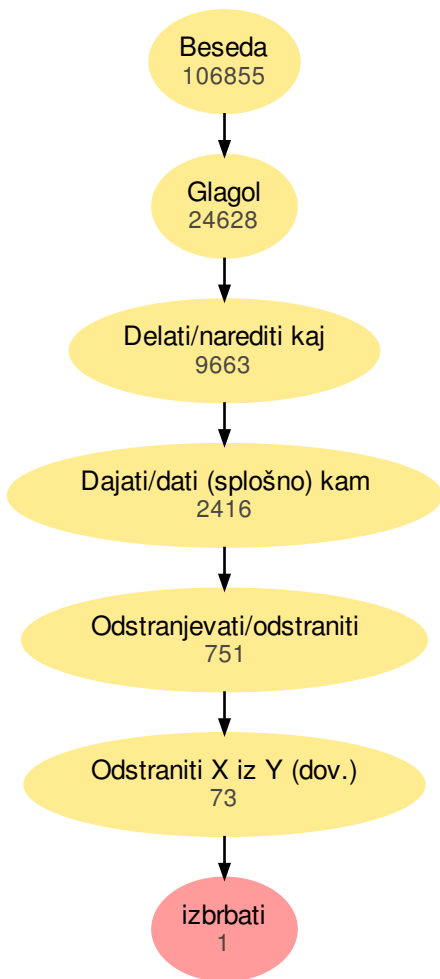 Beseda
106855
Glagol
24628
Delati/narediti kaj
9663
Dajati/dati (splošno) kam
2416
Odstranjevati/odstraniti
751
Odstraniti X iz Y (dov.)
73
izbrbati
1